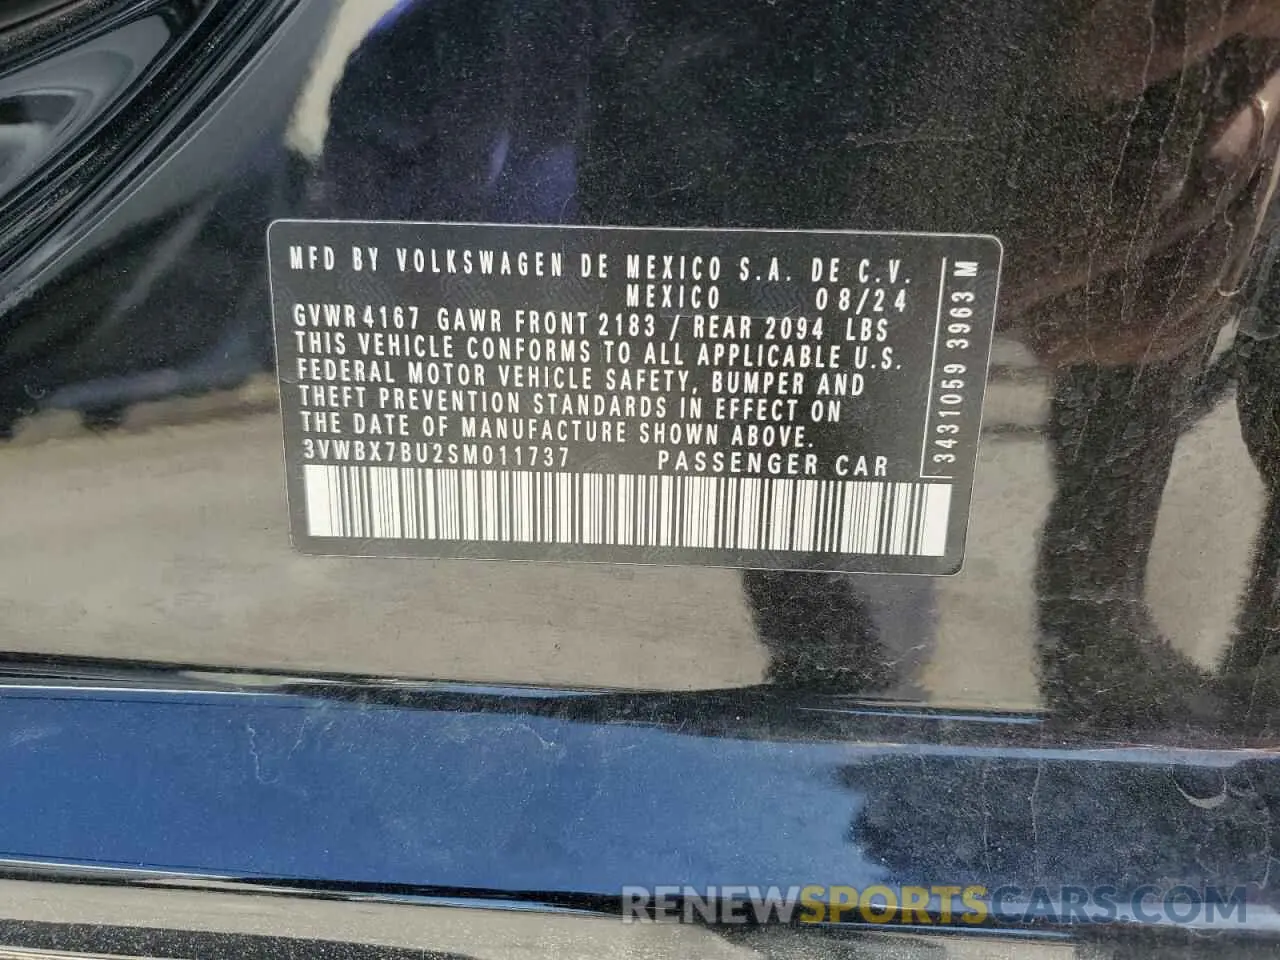 MFD BY VOLKSWAGEN DE MEXICO S.A. DE C.V.
MEXICO 08/24
GVWR 4167 GAWR FRONT 2183 / REAR 2094 LBS
THIS VEHICLE CONFORMS TO ALL APPLICABLE U.S.
FEDERAL MOTOR VEHICLE SAFETY, BUMPER AND
THEFT PREVENTION STANDARDS IN EFFECT ON
THE DATE OF MANUFACTURE SHOWN ABOVE.
3VWBX7BU2SM011737 PASSENGER CAR
3431059 3963 M
RENEWSPORTSCARS.COM